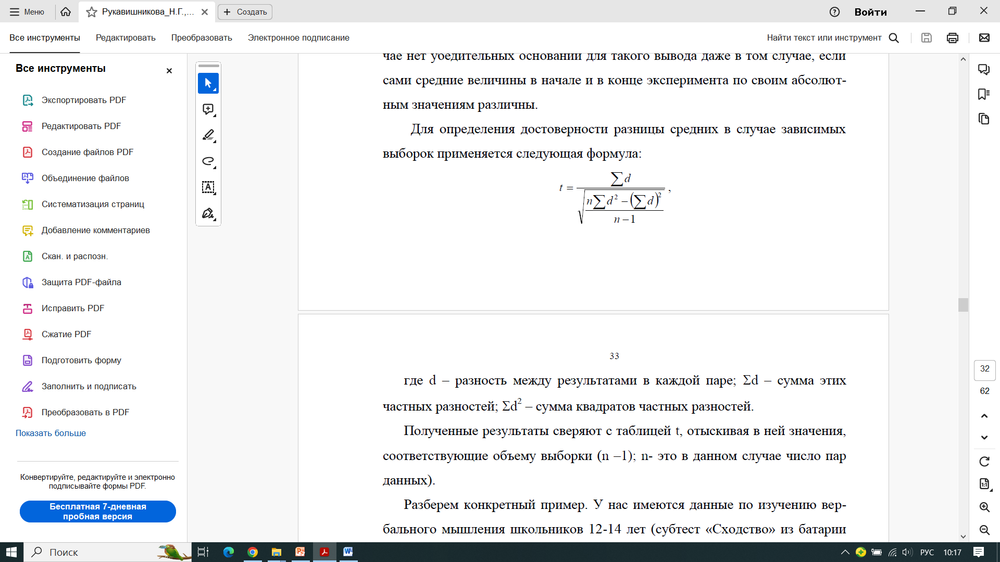 Меню
Рукавишникова_Н.Г.,...
Создать
Войти
Все инструменты
Редактировать
Преобразовать
Электронное подписание
Найти текст или инструмент
Все инструменты
Экспортировать PDF
Редактировать PDF
Создание файлов PDF
Объединение файлов
Систематизация страниц
Добавление комментариев
Скан. и распозн.
Защита PDF-файла
Исправить PDF
Сжатие PDF
Подготовить форму
Заполнить и подписать
Преобразовать в PDF
Показать больше
Конвертируйте, редактируйте и электронно
подписывайте формы PDF.
Бесплатная 7-дневная
пробная версия
чае нет убедительных оснований для такого вывода даже в том случае, если
сами средние величины в начале и в конце эксперимента по своим абсолют-
ным значениям различны.
Для определения достоверности разницы средних в случае зависимых
выборок применяется следующая формула:
∑d
t = ,
n∑d² − (∑d)²
n − 1
33
где d – разность между результатами в каждой паре; Σd – сумма этих
частных разностей; Σd² – сумма квадратов частных разностей.
Полученные результаты сверяют с таблицей t, отыскивая в ней значения,
соответствующие объему выборки (n –1); n- это в данном случае число пар
данных).
Разберем конкретный пример. У нас имеются данные по изучению вер-
бального мышления школьников 12-14 лет (субтест «Сходство» из батареи
32
62
1:1
Поиск
РУС
10:17